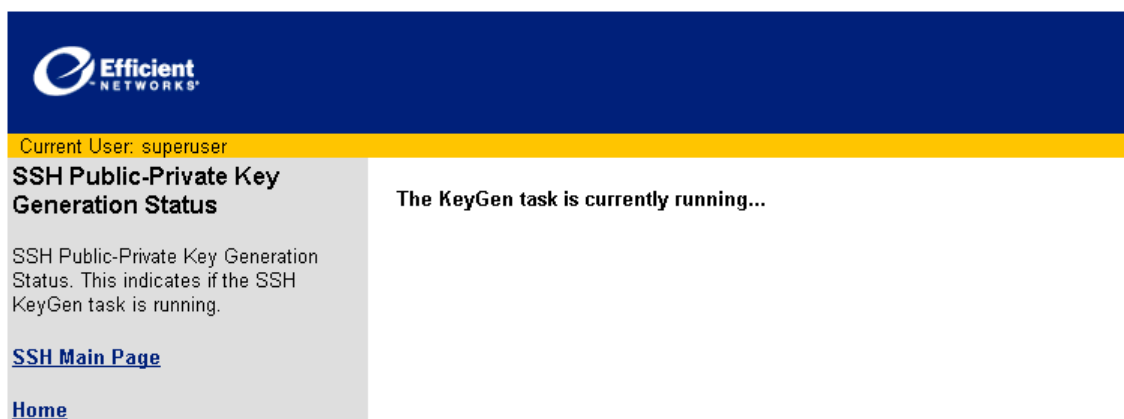 Efficient
NETWORKS®
Current User: superuser
SSH Public-Private Key
Generation Status
The KeyGen task is currently running...
SSH Public-Private Key Generation
Status. This indicates if the SSH
KeyGen task is running.
SSH Main Page
Home